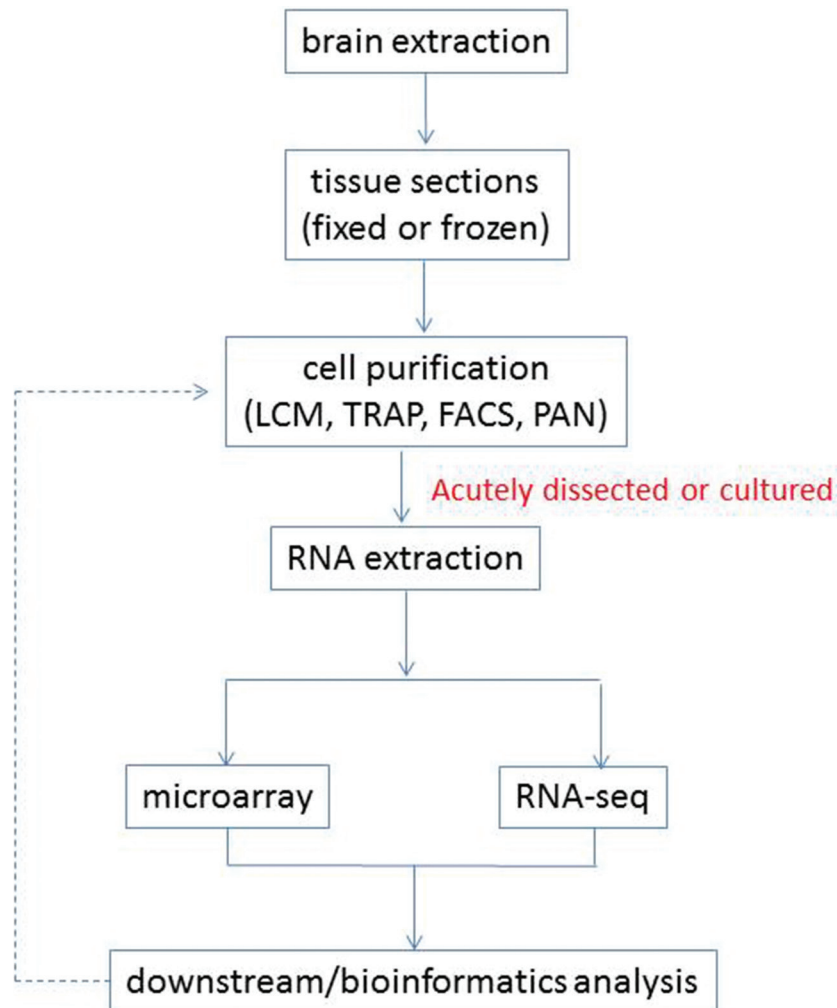 brain extraction
tissue sections
(fixed or frozen)
cell purification
(LCM, TRAP, FACS, PAN)
Acutely dissected or cultured
RNA extraction
microarray
RNA-seq
downstream/bioinformatics analysis